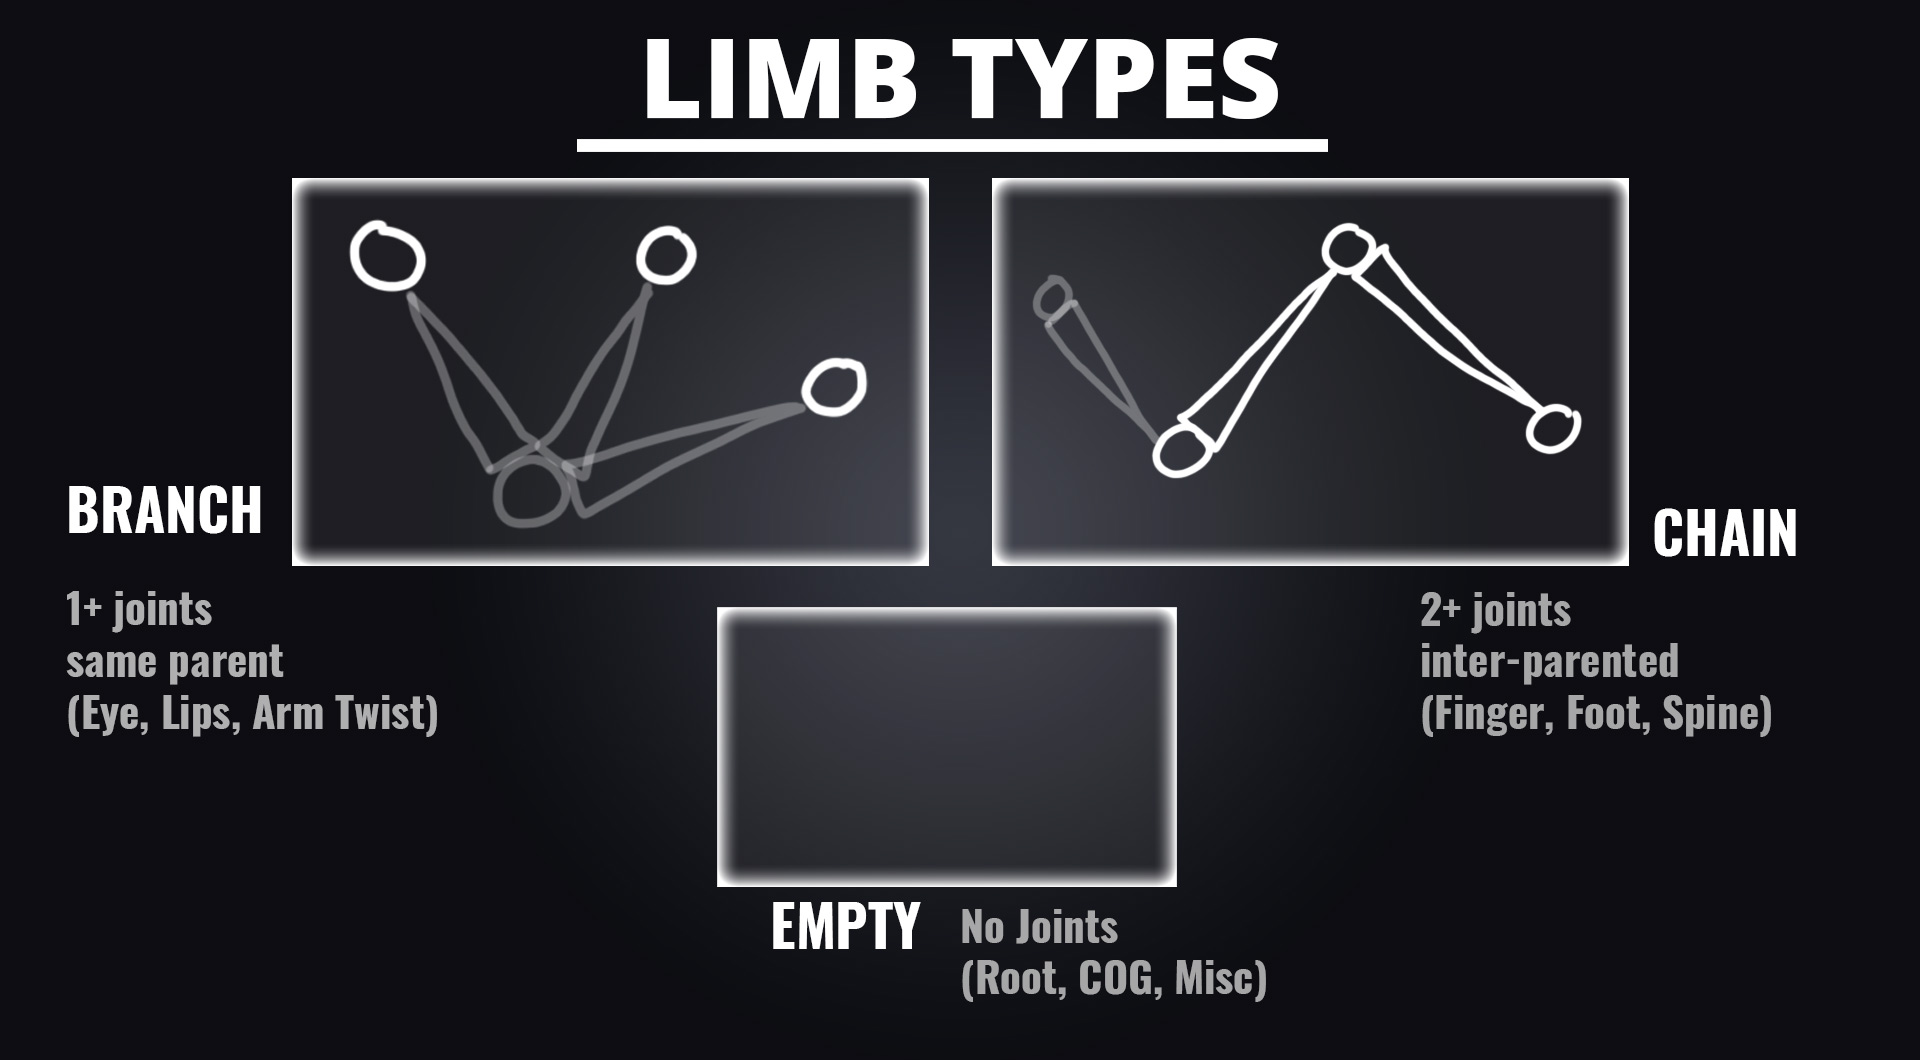 LIMB TYPES
BRANCH
1+ joints
same parent
(Eye, Lips, Arm Twist)
CHAIN
2+ joints
inter-parented
(Finger, Foot, Spine)
EMPTY
No Joints
(Root, COG, Misc)